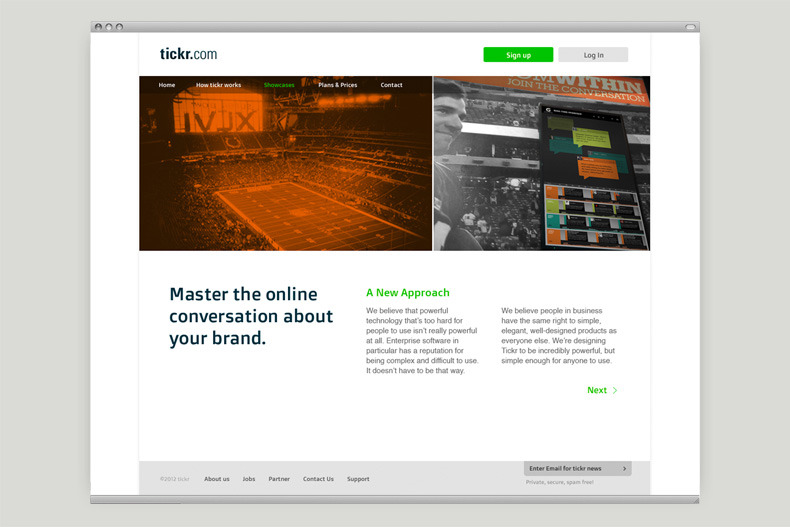 tickr.com
Sign up
Log In
Home How tickr works Showcases Plans & Prices Contact
IVJX
WITHIN
JOIN THE CONVERSATION
Master the online
conversation about
your brand.
A New Approach
We believe that powerful
technology that's too hard for
people to use isn't really powerful
at all. Enterprise software in
particular has a reputation for
being complex and difficult to use.
It doesn't have to be that way.
We believe people in business
have the same right to simple,
elegant, well-designed products as
everyone else. We're designing
Tickr to be incredibly powerful, but
simple enough for anyone to use.
Next >
©2012 tickr About us Jobs Partner Contact Us Support
Enter Email for tickr news >
Private, secure, spam free!